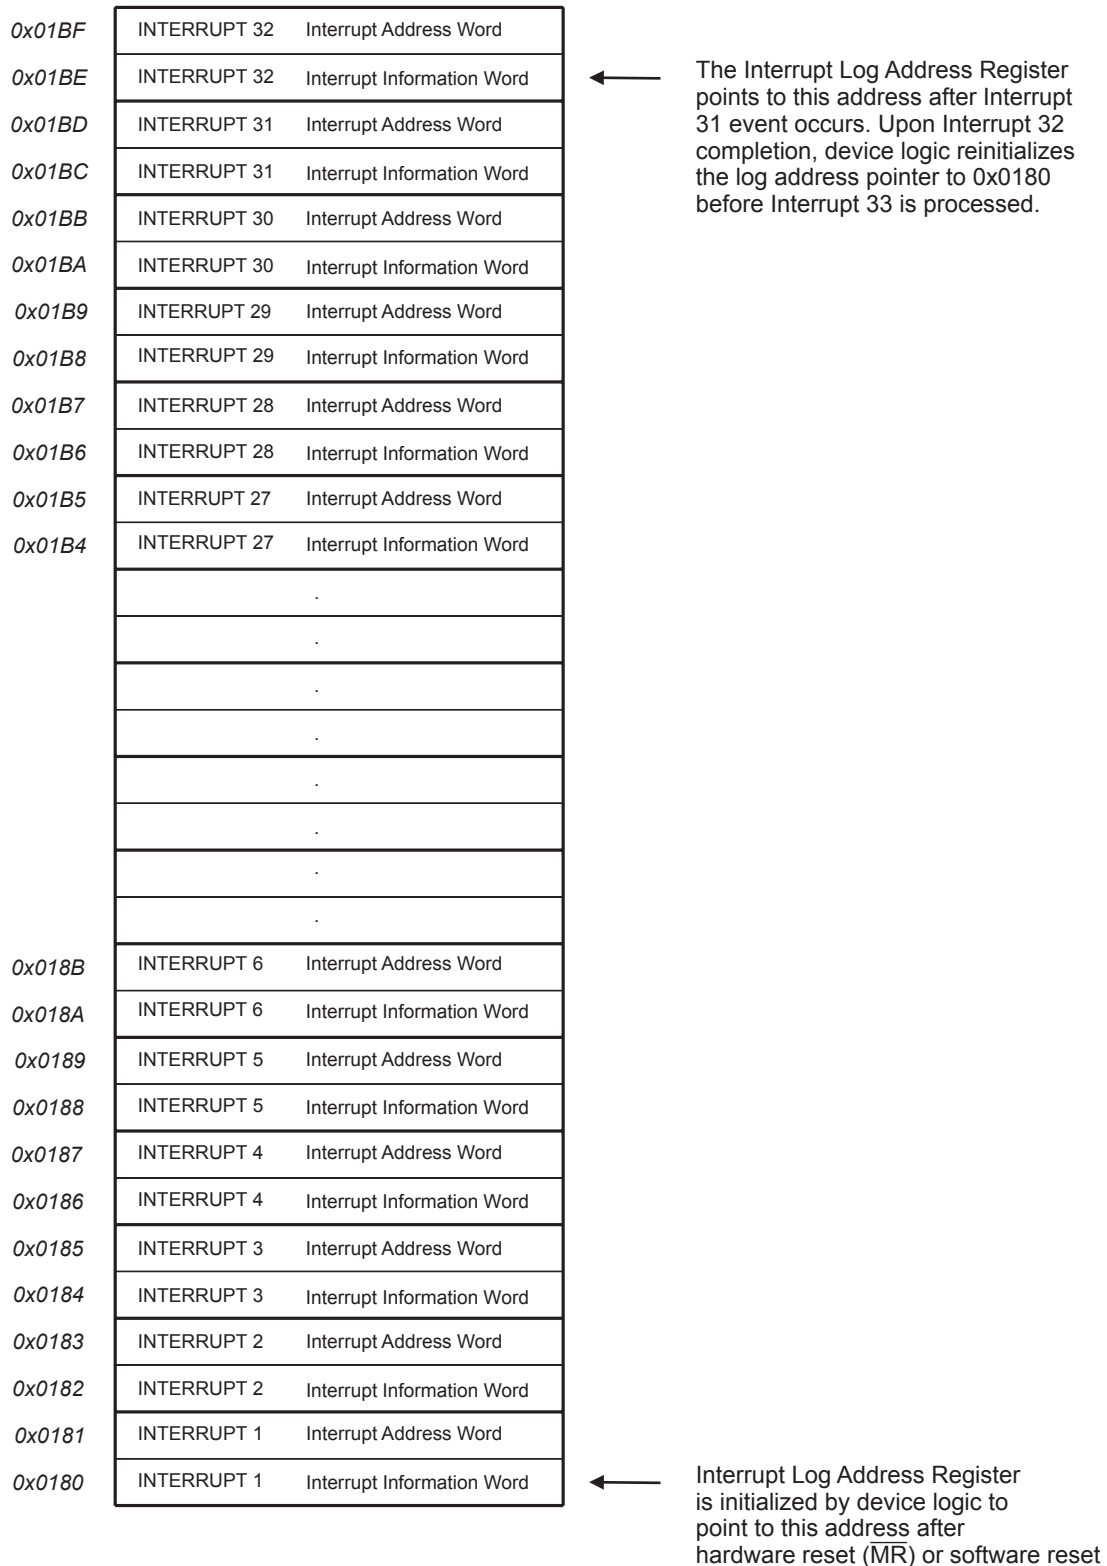 0x01BF INTERRUPT 32 Interrupt Address Word
0x01BE INTERRUPT 32 Interrupt Information Word
The Interrupt Log Address Register
points to this address after Interrupt
31 event occurs. Upon Interrupt 32
completion, device logic reinitializes
the log address pointer to 0x0180
before Interrupt 33 is processed.
0x01BD INTERRUPT 31 Interrupt Address Word
0x01BC INTERRUPT 31 Interrupt Information Word
0x01BB INTERRUPT 30 Interrupt Address Word
0x01BA INTERRUPT 30 Interrupt Information Word
0x01B9 INTERRUPT 29 Interrupt Address Word
0x01B8 INTERRUPT 29 Interrupt Information Word
0x01B7 INTERRUPT 28 Interrupt Address Word
0x01B6 INTERRUPT 28 Interrupt Information Word
0x01B5 INTERRUPT 27 Interrupt Address Word
0x01B4 INTERRUPT 27 Interrupt Information Word
.
.
.
.
.
.
.
.
0x018B INTERRUPT 6 Interrupt Address Word
0x018A INTERRUPT 6 Interrupt Information Word
0x0189 INTERRUPT 5 Interrupt Address Word
0x0188 INTERRUPT 5 Interrupt Information Word
0x0187 INTERRUPT 4 Interrupt Address Word
0x0186 INTERRUPT 4 Interrupt Information Word
0x0185 INTERRUPT 3 Interrupt Address Word
0x0184 INTERRUPT 3 Interrupt Information Word
0x0183 INTERRUPT 2 Interrupt Address Word
0x0182 INTERRUPT 2 Interrupt Information Word
0x0181 INTERRUPT 1 Interrupt Address Word
0x0180 INTERRUPT 1 Interrupt Information Word
Interrupt Log Address Register
is initialized by device logic to
point to this address after
hardware reset (M̅R̅) or software reset